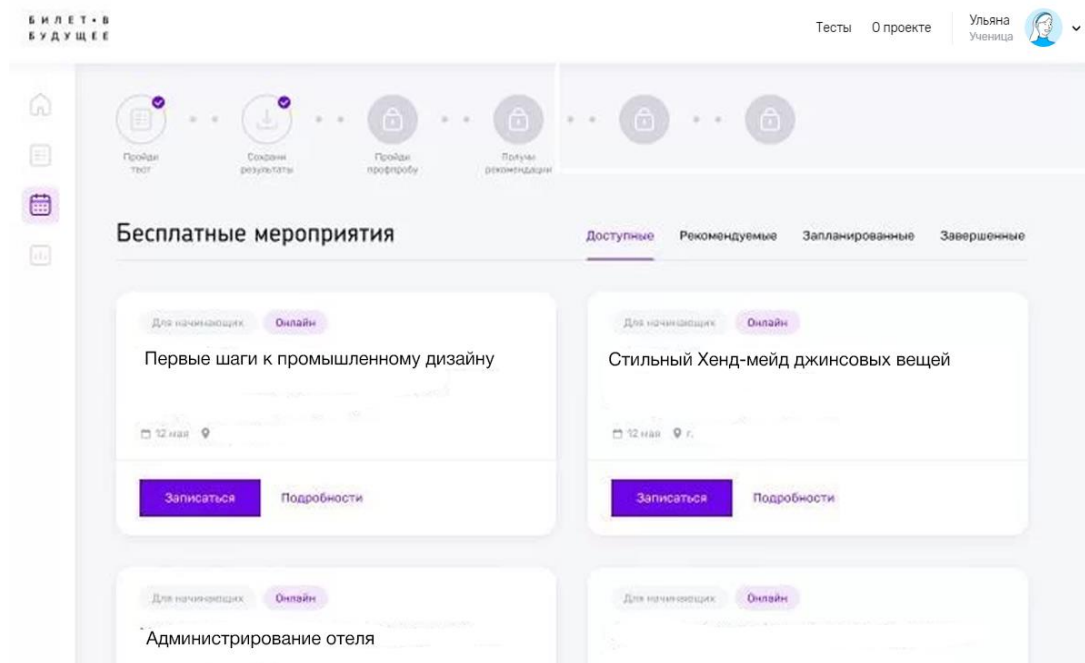 БИЛЕТ•В
БУДУЩЕЕ
Тесты О проекте
Ульяна
Ученица
Пройди
тест
Сохрани
результаты
Пройди
профпробу
Получи
рекомендации
Бесплатные мероприятия
Доступные Рекомендуемые Запланированные Завершенные
Для начинающих Онлайн
Первые шаги к промышленному дизайну
12 мая
Записаться Подробности
Для начинающих Онлайн
Стильный Хенд-мейд джинсовых вещей
12 мая г.
Записаться Подробности
Для начинающих Онлайн
Администрирование отеля
Для начинающих Онлайн